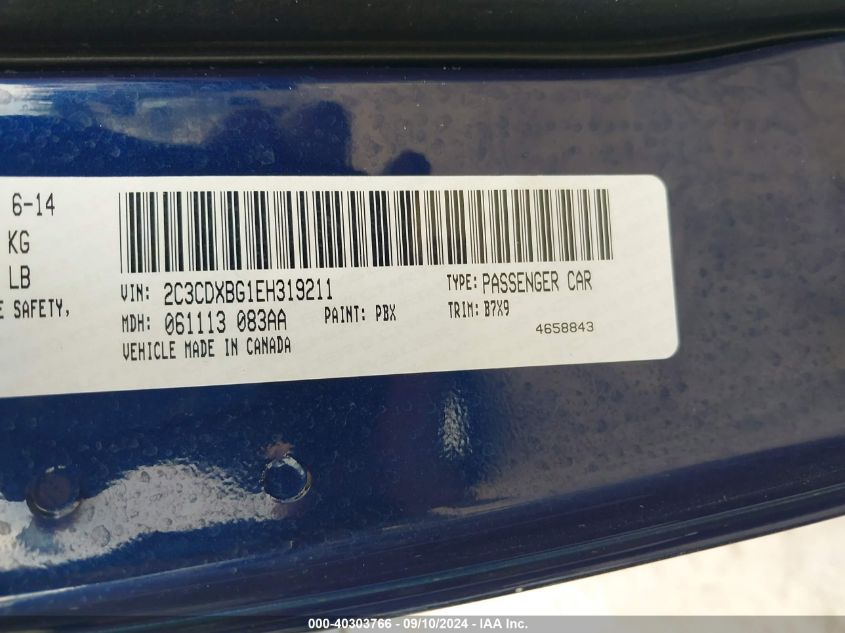 6-14
KG
LB
E SAFETY,
VIN: 2C3CDXBG1EH319211 TYPE: PASSENGER CAR
MDH: 061113 083AA PAINT: PBX TRIM: B7X9
VEHICLE MADE IN CANADA 4658843
000-40303766 - 09/10/2024 - IAA Inc.